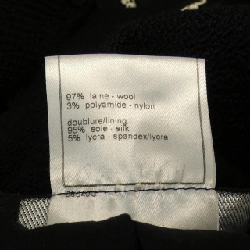 97% laine - wool
3% polyamide - nylon
doublure/lining
95% soie - silk
5% lycra - spandex/lycra